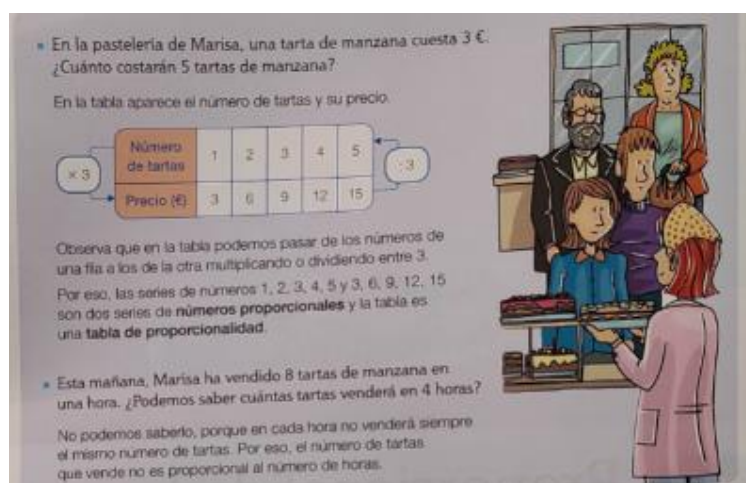 En la pastelería de Marisa, una tarta de manzana cuesta 3 €.
¿Cuánto costarán 5 tartas de manzana?
En la tabla aparece el número de tartas y su precio.
× 3
Número de tartas 1 2 3 4 5
Precio (€) 3 6 9 12 15
: 3
Observa que en la tabla podemos pasar de los números de
una fila a los de la otra multiplicando o dividiendo entre 3.
Por eso, las series de números 1, 2, 3, 4, 5 y 3, 6, 9, 12, 15
son dos series de números proporcionales y la tabla es
una tabla de proporcionalidad.
Esta mañana, Marisa ha vendido 8 tartas de manzana en
una hora. ¿Podemos saber cuántas tartas venderá en 4 horas?
No podemos saberlo, porque en cada hora no venderá siempre
el mismo número de tartas. Por eso, el número de tartas
que vende no es proporcional al número de horas.